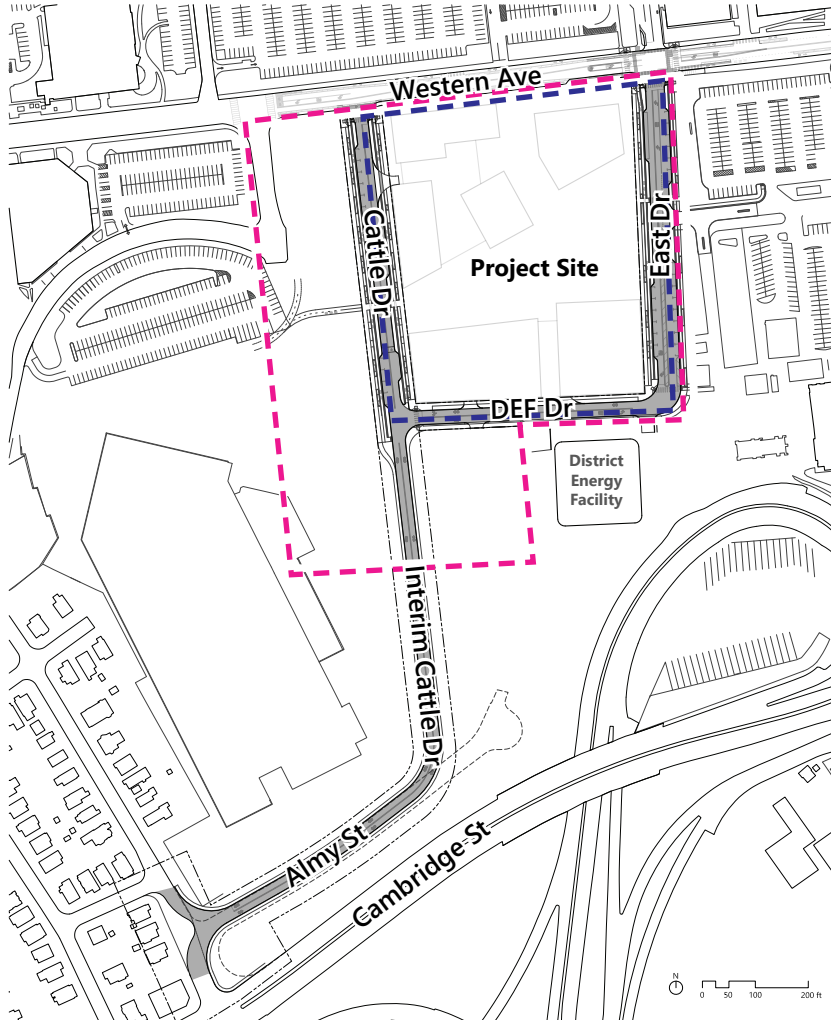 Western Ave
Cattle Dr
East Dr
Project Site
DEF Dr
District
Energy
Facility
Interim Cattle Dr
Almy St
Cambridge St
N
0 50 100 200 ft